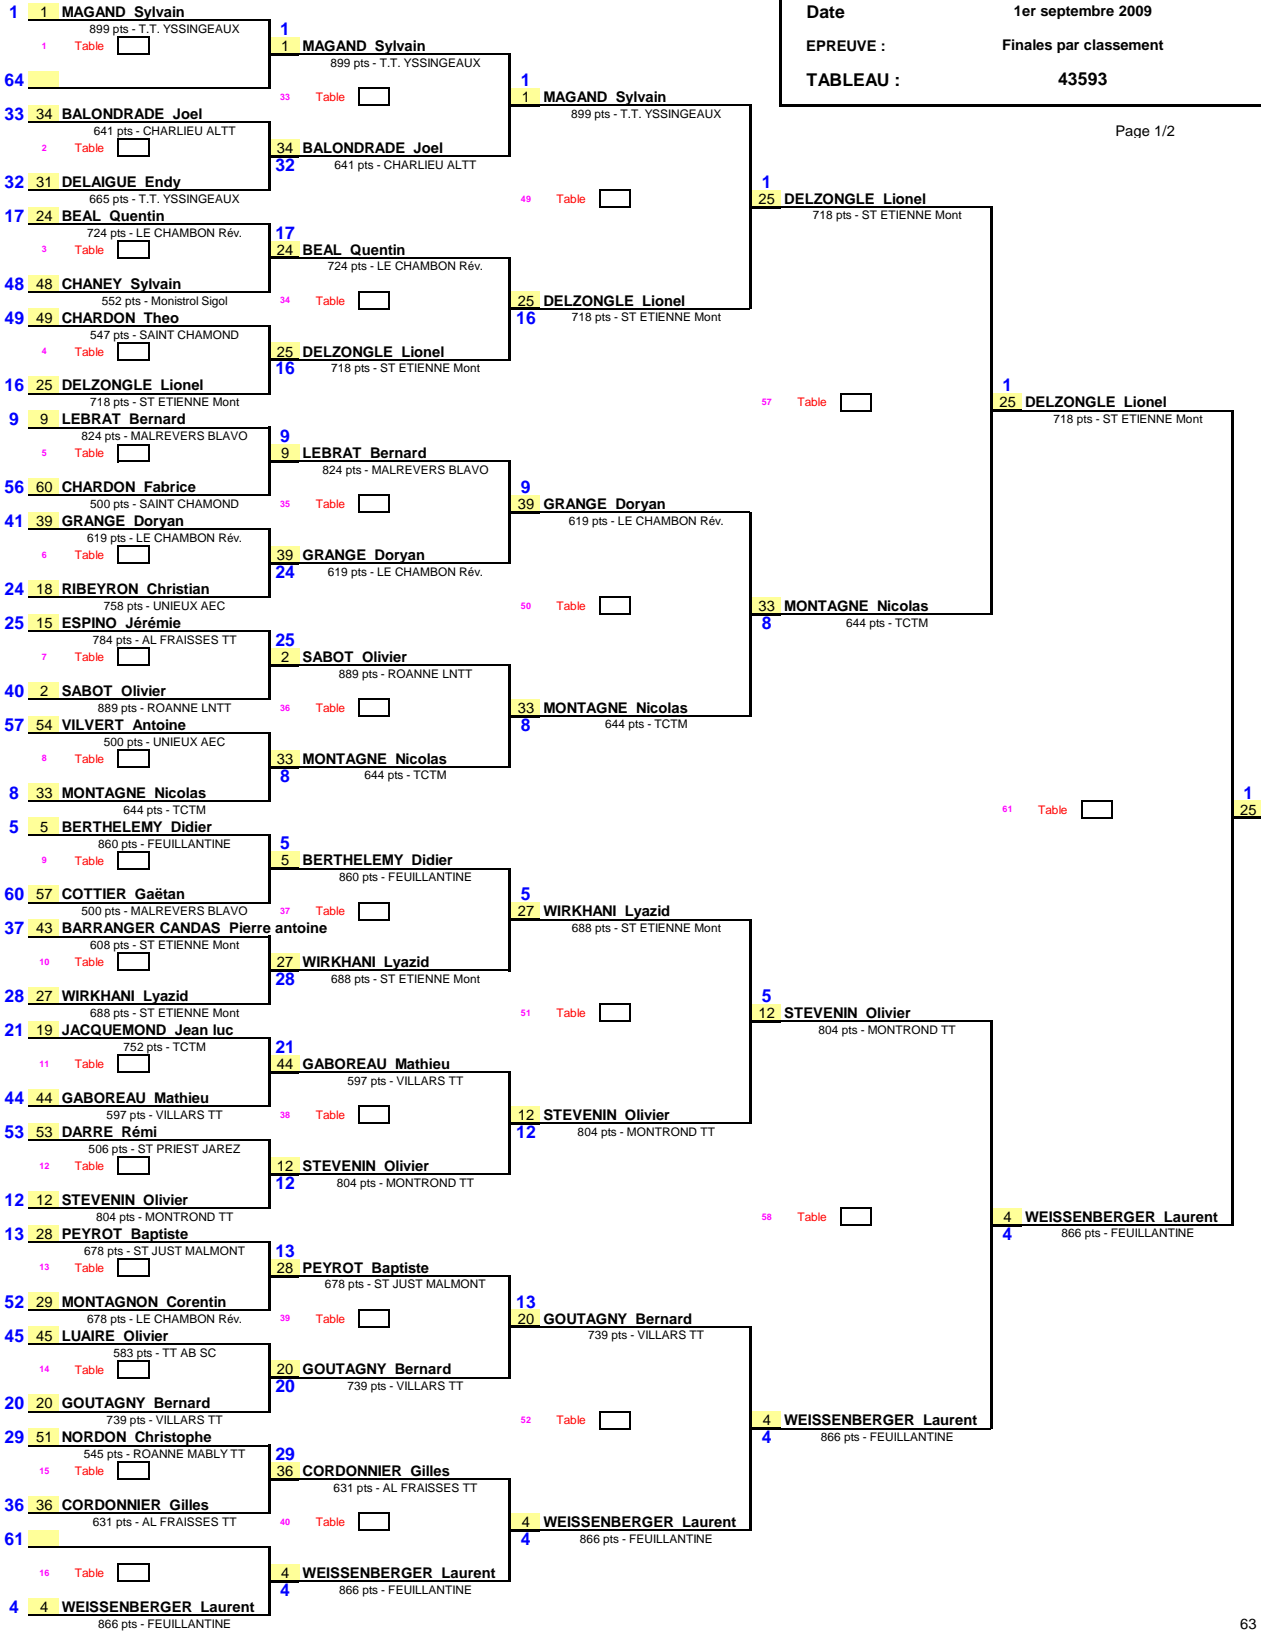 Date 1er septembre 2009
EPREUVE : Finales par classement
TABLEAU : 43593
Page 1/2
1 1 MAGAND Sylvain
899 pts - T.T. YSSINGEAUX
1 Table
64
33 34 BALONDRADE Joel
641 pts - CHARLIEU ALTT
2 Table
32 31 DELAIGUE Endy
665 pts - T.T. YSSINGEAUX
17 24 BEAL Quentin
724 pts - LE CHAMBON Rév.
3 Table
48 48 CHANEY Sylvain
552 pts - Monistrol Sigol
49 49 CHARDON Theo
547 pts - SAINT CHAMOND
4 Table
16 25 DELZONGLE Lionel
718 pts - ST ETIENNE Mont
9 9 LEBRAT Bernard
824 pts - MALREVERS BLAVO
5 Table
56 60 CHARDON Fabrice
500 pts - SAINT CHAMOND
41 39 GRANGE Doryan
619 pts - LE CHAMBON Rév.
6 Table
24 18 RIBEYRON Christian
758 pts - UNIEUX AEC
25 15 ESPINO Jérémie
784 pts - AL FRAISSES TT
7 Table
40 2 SABOT Olivier
889 pts - ROANNE LNTT
57 54 VILVERT Antoine
500 pts - UNIEUX AEC
8 Table
8 33 MONTAGNE Nicolas
644 pts - TCTM
5 5 BERTHELEMY Didier
860 pts - FEUILLANTINE
9 Table
60 57 COTTIER Gaëtan
500 pts - MALREVERS BLAVO
37 43 BARRANGER CANDAS Pierre antoine
608 pts - ST ETIENNE Mont
10 Table
28 27 WIRKHANI Lyazid
688 pts - ST ETIENNE Mont
21 19 JACQUEMOND Jean luc
752 pts - TCTM
11 Table
44 44 GABOREAU Mathieu
597 pts - VILLARS TT
53 53 DARRE Rémi
506 pts - ST PRIEST JAREZ
12 Table
12 12 STEVENIN Olivier
804 pts - MONTROND TT
13 28 PEYROT Baptiste
678 pts - ST JUST MALMONT
13 Table
52 29 MONTAGNON Corentin
678 pts - LE CHAMBON Rév.
45 45 LUAIRE Olivier
583 pts - TT AB SC
14 Table
20 20 GOUTAGNY Bernard
739 pts - VILLARS TT
29 51 NORDON Christophe
545 pts - ROANNE MABLY TT
15 Table
36 36 CORDONNIER Gilles
631 pts - AL FRAISSES TT
61
16 Table
4 4 WEISSENBERGER Laurent
866 pts - FEUILLANTINE
1
1 MAGAND Sylvain
899 pts - T.T. YSSINGEAUX
33 Table
34 BALONDRADE Joel
32 641 pts - CHARLIEU ALTT
17
24 BEAL Quentin
724 pts - LE CHAMBON Rév.
34 Table
25 DELZONGLE Lionel
16 718 pts - ST ETIENNE Mont
9
9 LEBRAT Bernard
824 pts - MALREVERS BLAVO
35 Table
39 GRANGE Doryan
24 619 pts - LE CHAMBON Rév.
25
2 SABOT Olivier
889 pts - ROANNE LNTT
36 Table
33 MONTAGNE Nicolas
8 644 pts - TCTM
5
5 BERTHELEMY Didier
860 pts - FEUILLANTINE
37 Table
27 WIRKHANI Lyazid
28 688 pts - ST ETIENNE Mont
21
44 GABOREAU Mathieu
597 pts - VILLARS TT
38 Table
12 STEVENIN Olivier
12 804 pts - MONTROND TT
13
28 PEYROT Baptiste
678 pts - ST JUST MALMONT
39 Table
20 GOUTAGNY Bernard
20 739 pts - VILLARS TT
29
36 CORDONNIER Gilles
631 pts - AL FRAISSES TT
40 Table
4 WEISSENBERGER Laurent
4 866 pts - FEUILLANTINE
1
1 MAGAND Sylvain
899 pts - T.T. YSSINGEAUX
49 Table
25 DELZONGLE Lionel
16 718 pts - ST ETIENNE Mont
9
39 GRANGE Doryan
619 pts - LE CHAMBON Rév.
50 Table
33 MONTAGNE Nicolas
8 644 pts - TCTM
5
27 WIRKHANI Lyazid
688 pts - ST ETIENNE Mont
51 Table
12 STEVENIN Olivier
12 804 pts - MONTROND TT
13
20 GOUTAGNY Bernard
739 pts - VILLARS TT
52 Table
4 WEISSENBERGER Laurent
4 866 pts - FEUILLANTINE
1
25 DELZONGLE Lionel
718 pts - ST ETIENNE Mont
57 Table
33 MONTAGNE Nicolas
8 644 pts - TCTM
5
12 STEVENIN Olivier
804 pts - MONTROND TT
58 Table
4 WEISSENBERGER Laurent
4 866 pts - FEUILLANTINE
1
25 DELZONGLE Lionel
718 pts - ST ETIENNE Mont
61 Table
4 WEISSENBERGER Laurent
4 866 pts - FEUILLANTINE
1
25
63